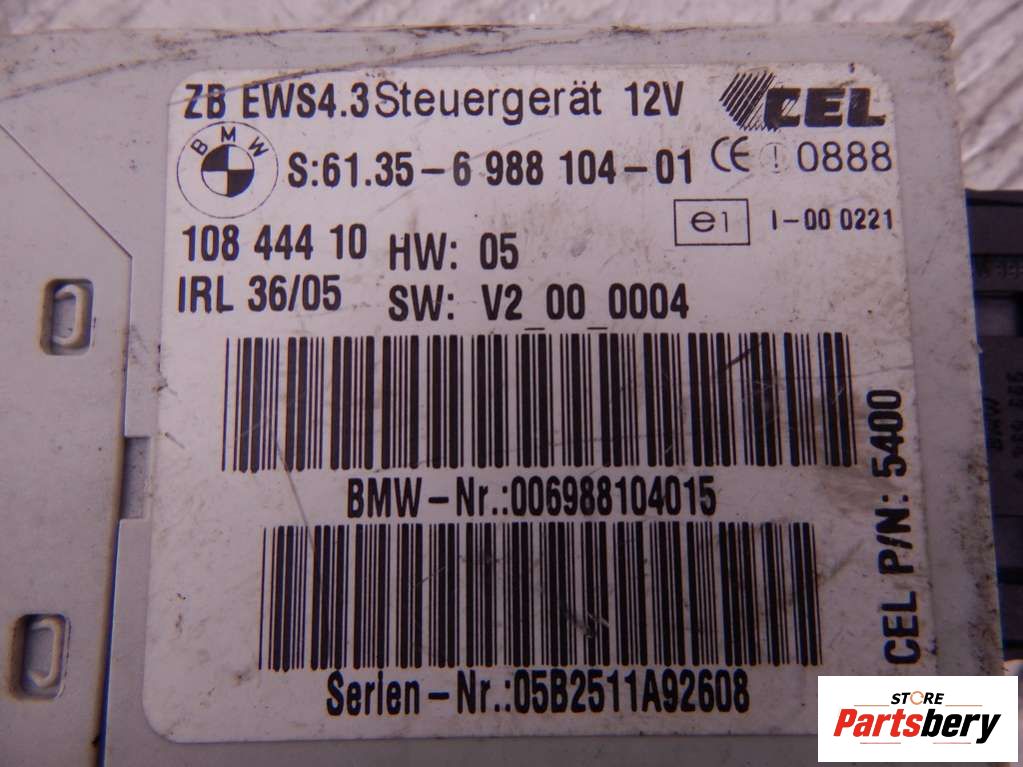 ZB EWS4.3 Steuergerät 12V
CEL
BMW
S:61.35-6 988 104-01
CE ! 0888
e1 I-00 0221
108 444 10 HW: 05
IRL 36/05 SW: V2_00_0004
BMW-Nr.:006988104015
Serien-Nr.:05B2511A92608
CEL P/N: 5400
BMW
STORE
Partsbery